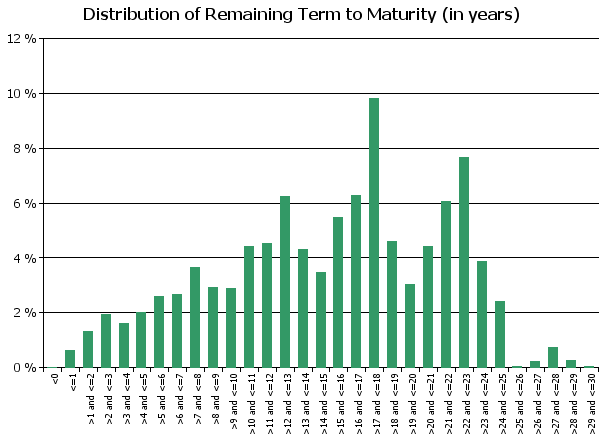 Distribution of Remaining Term to Maturity (in years)
12 %
10 %
8 %
6 %
4 %
2 %
0 %
<0
<=1
>1 and <=2
>2 and <=3
>3 and <=4
>4 and <=5
>5 and <=6
>6 and <=7
>7 and <=8
>8 and <=9
>9 and <=10
>10 and <=11
>11 and <=12
>12 and <=13
>13 and <=14
>14 and <=15
>15 and <=16
>16 and <=17
>17 and <=18
>18 and <=19
>19 and <=20
>20 and <=21
>21 and <=22
>22 and <=23
>23 and <=24
>24 and <=25
>25 and <=26
>26 and <=27
>27 and <=28
>28 and <=29
>29 and <=30